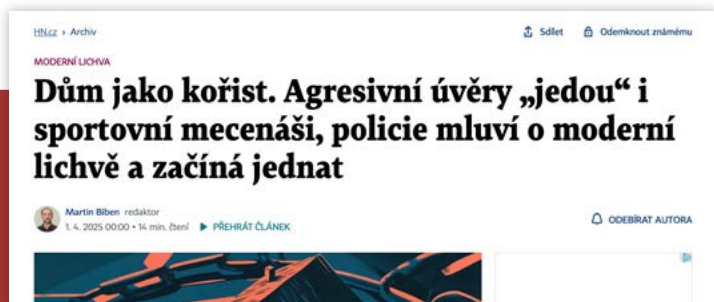 HN.cz › Archiv
Sdílet
Odemknout známému
MODERNÍ LICHVA
Dům jako kořist. Agresivní úvěry „jedou“ i
sportovní mecenáši, policie mluví o moderní
lichvě a začíná jednat
Martin Biben redaktor
1. 4. 2025 00:00 • 14 min. čtení ▶ PŘEHRÁT ČLÁNEK
ODEBÍRAT AUTORA